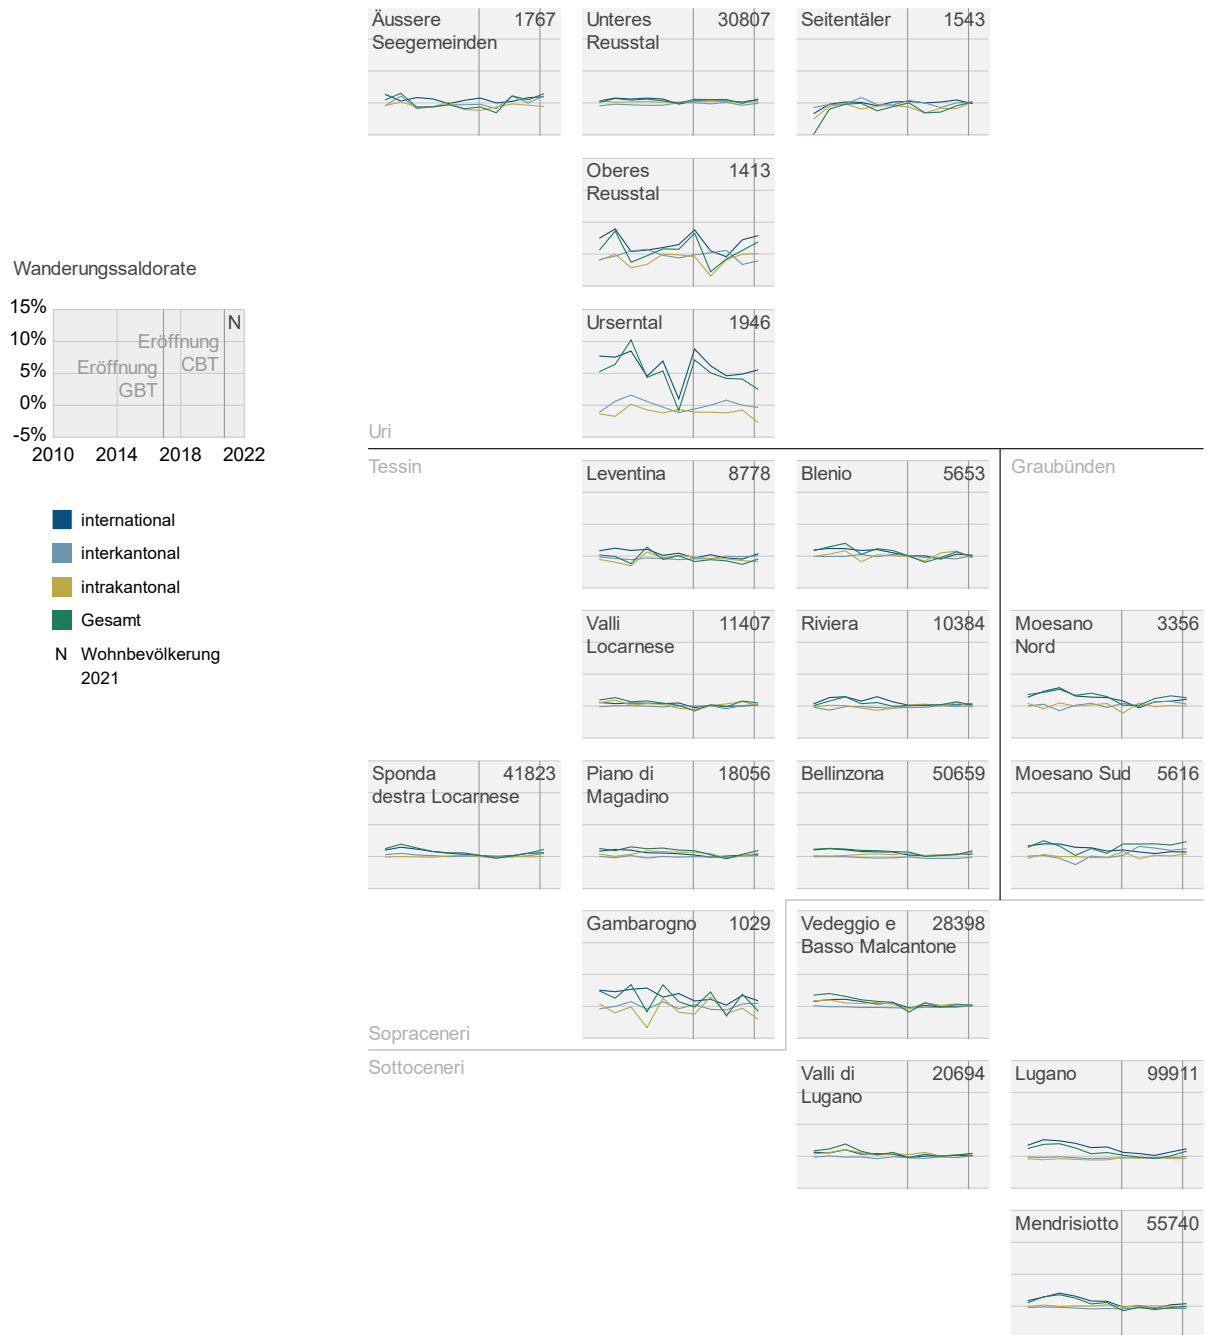 Äussere 1767
Seegemeinden
Unteres 30807
Reusstal
Seitentäler 1543
Oberes 1413
Reusstal
Wanderungssaldorate
15%
10%
5%
0%
-5%
N
Eröffnung
CBT
Eröffnung
GBT
2010 2014 2018 2022
Urserntal 1946
Uri
Tessin
Graubünden
international
interkantonal
intrakantonal
Gesamt
N Wohnbevölkerung
2021
Leventina 8778
Blenio 5653
Valli 11407
Locarnese
Riviera 10384
Moesano 3356
Nord
Sponda 41823
destra Locarnese
Piano di 18056
Magadino
Bellinzona 50659
Moesano Sud 5616
Gambarogno 1029
Vedeggio e 28398
Basso Malcantone
Sopraceneri
Sottoceneri
Valli di 20694
Lugano
Lugano 99911
Mendrisiotto 55740